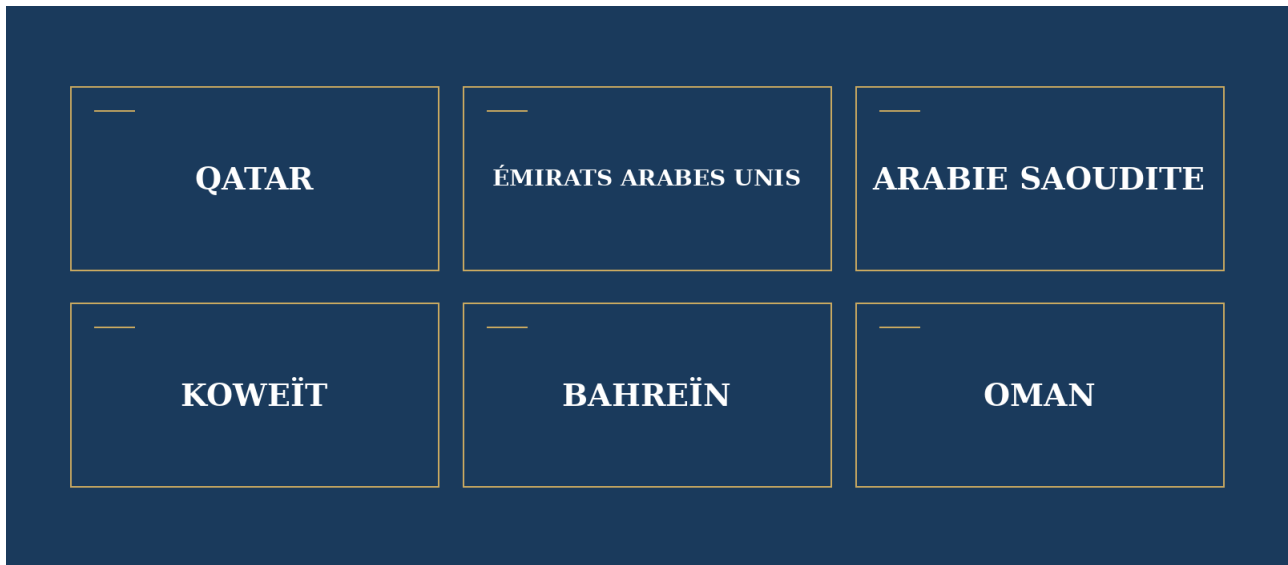 QATAR
ÉMIRATS ARABES UNIS
ARABIE SAOUDITE
KOWEÏT
BAHREÏN
OMAN